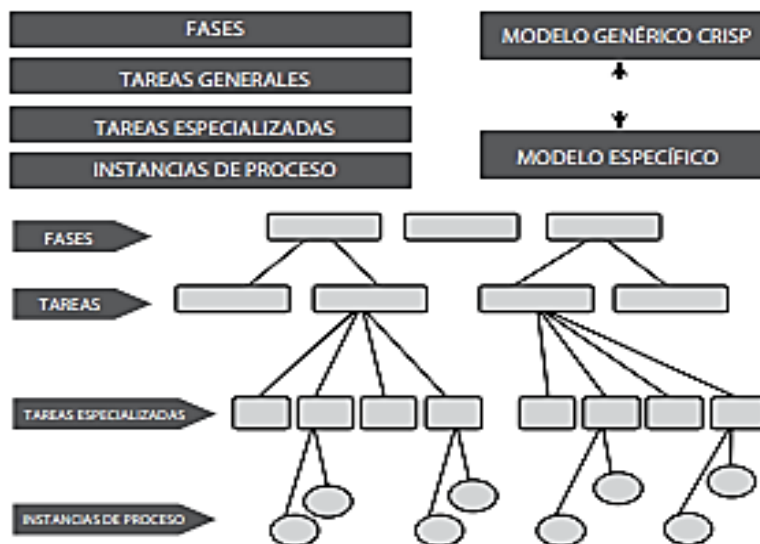 FASES
TAREAS GENERALES
TAREAS ESPECIALIZADAS
INSTANCIAS DE PROCESO
MODELO GENÉRICO CRISP
MODELO ESPECÍFICO
FASES
TAREAS
TAREAS ESPECIALIZADAS
INSTANCIAS DE PROCESO